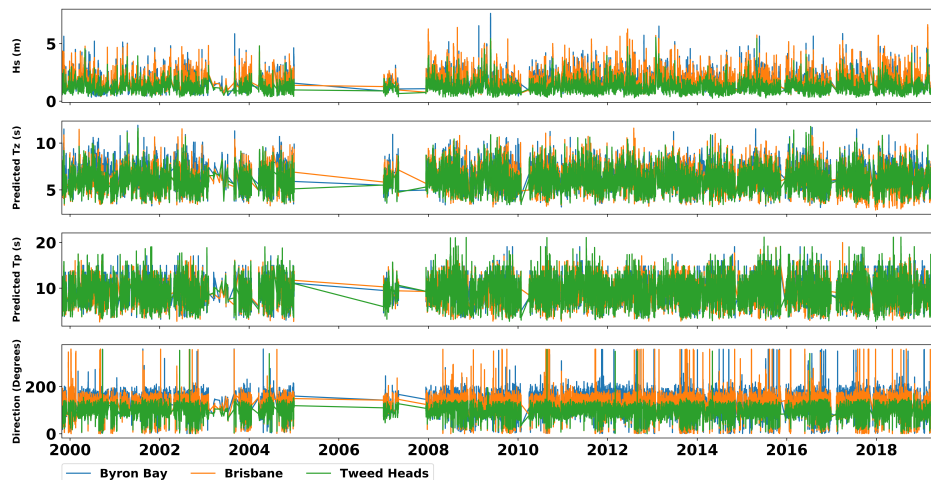 Hs (m)
5
0
Predicted Tz (s)
10
5
Predicted Tp (s)
20
10
Direction (Degrees)
200
0
2000 2002 2004 2006 2008 2010 2012 2014 2016 2018
Byron Bay Brisbane Tweed Heads